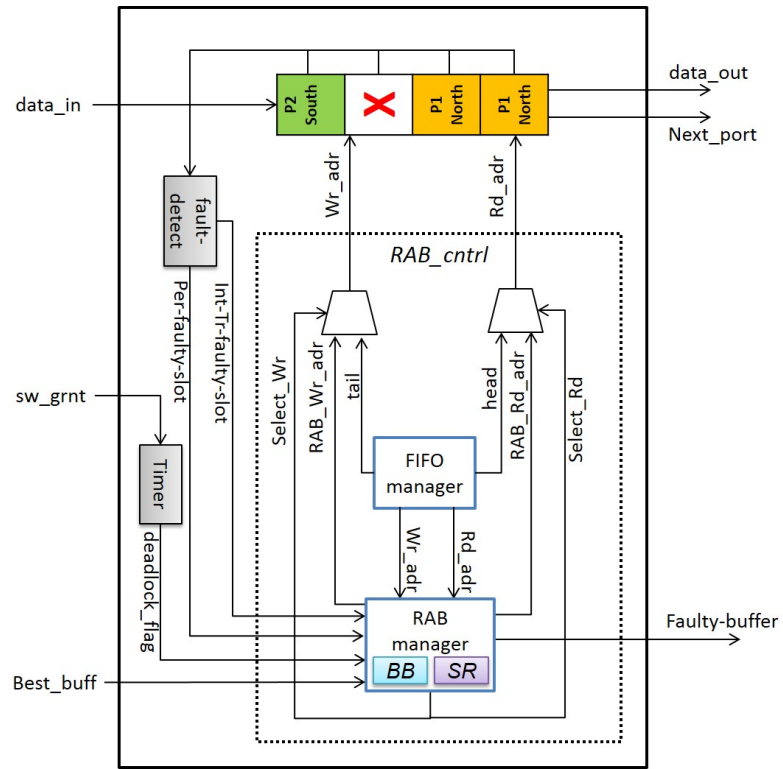 data_in
P2
South
X
P1
North
P1
North
data_out
Next_port
Wr_adr
Rd_adr
fault-
detect
RAB_cntrl
Per-faulty-slot
Int-Tr-faulty-slot
Select_Wr
RAB_Wr_adr
tail
head
RAB_Rd_adr
Select_Rd
sw_grnt
Timer
deadlock_flag
FIFO
manager
Wr_adr
Rd_adr
RAB
manager
BB
SR
Faulty-buffer
Best_buff